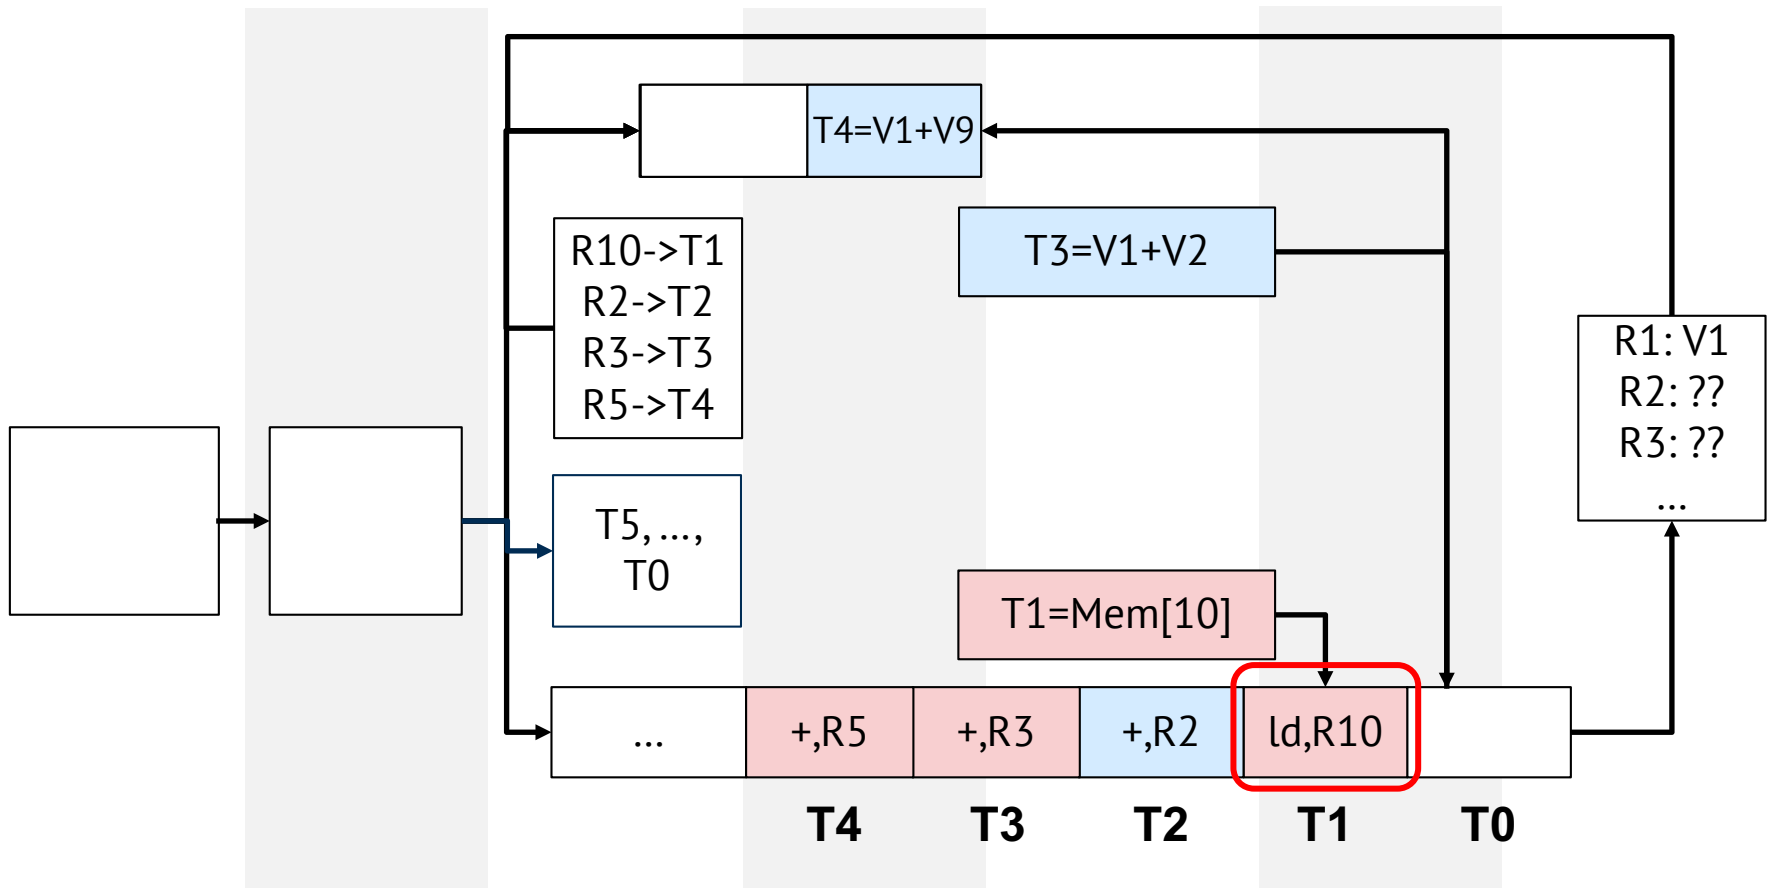 T4=V1+V9
R10->T1
R2->T2
R3->T3
R5->T4
T3=V1+V2
R1: V1
R2: ??
R3: ??
...
T5, ...,
T0
T1=Mem[10]
...
+,R5
+,R3
+,R2
ld,R10
T4
T3
T2
T1
T0